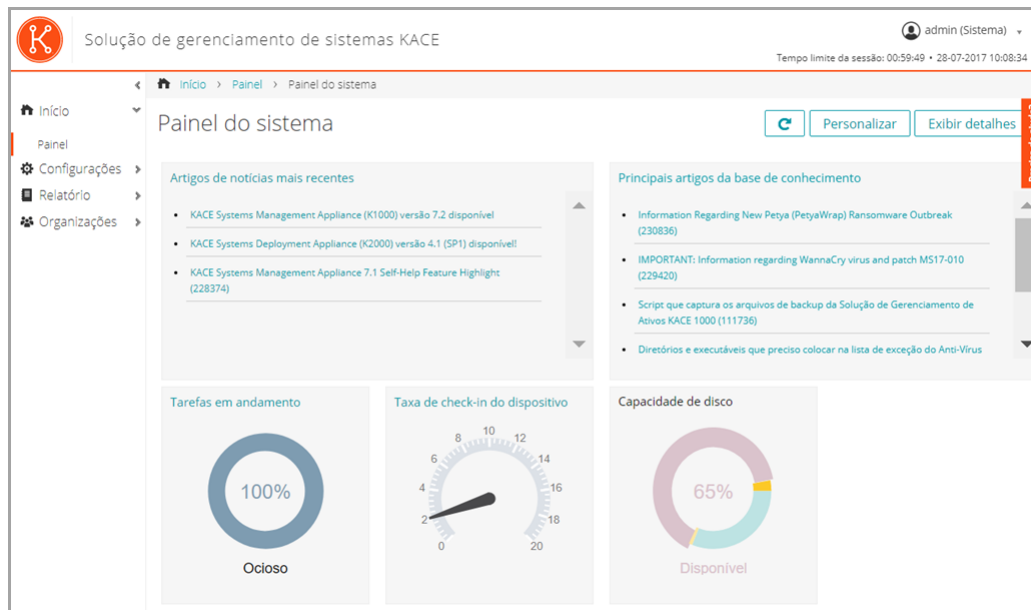 Solução de gerenciamento de sistemas KACE
admin (Sistema)
Tempo limite da sessão: 00:59:49 • 28-07-2017 10:08:34
Início > Painel > Painel do sistema
Início
Painel
Configurações
Relatório
Organizações
Painel do sistema
Personalizar
Exibir detalhes
Artigos de notícias mais recentes
KACE Systems Management Appliance (K1000) versão 7.2 disponível
KACE Systems Deployment Appliance (K2000) versão 4.1 (SP1) disponível!
KACE Systems Management Appliance 7.1 Self-Help Feature Highlight
(228374)
Principais artigos da base de conhecimento
Information Regarding New Petya (PetyaWrap) Ransomware Outbreak
(230836)
IMPORTANT: Information regarding WannaCry virus and patch MS17-010
(229420)
Script que captura os arquivos de backup da Solução de Gerenciamento de
Ativos KACE 1000 (111736)
Diretórios e executáveis que preciso colocar na lista de exceção do Anti-Vírus
Tarefas em andamento
100%
Ocioso
Taxa de check-in do dispositivo
0
2
4
6
8
10
12
14
16
18
20
Capacidade de disco
65%
Disponível